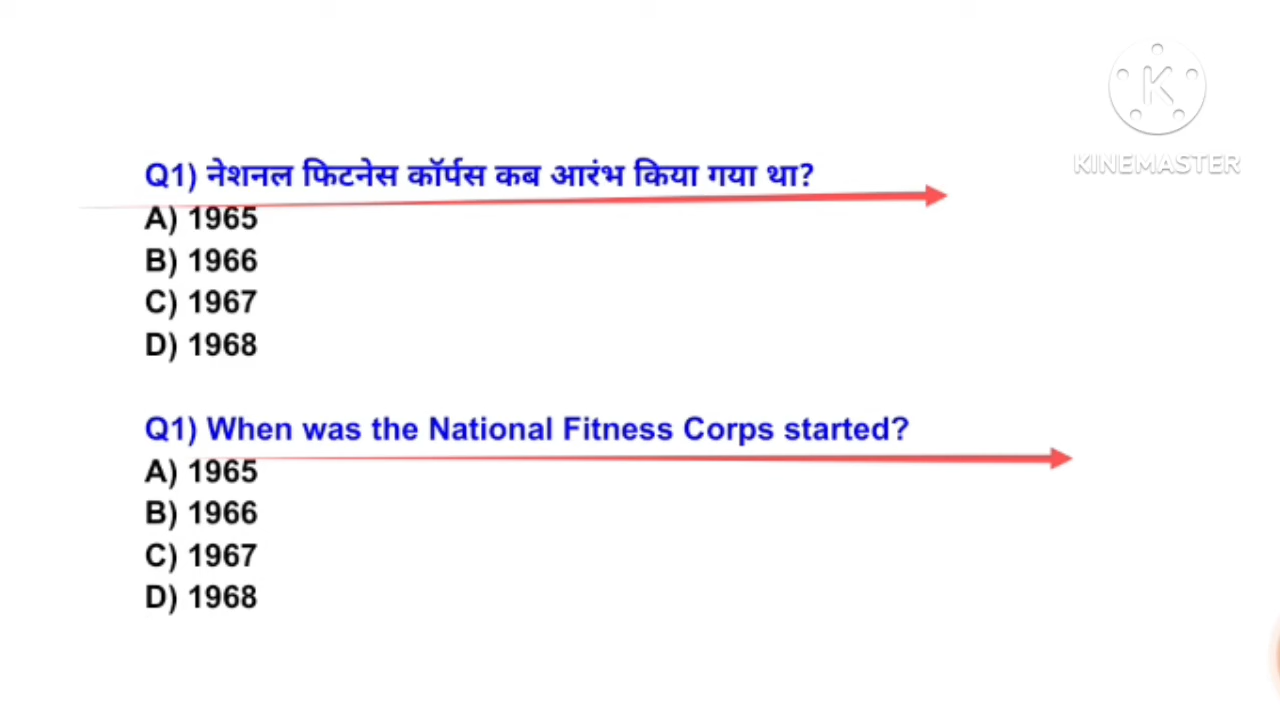 KINEMASTER
Q1) नेशनल फिटनेस कॉर्पस कब आरंभ किया गया था?
A) 1965
B) 1966
C) 1967
D) 1968
Q1) When was the National Fitness Corps started?
A) 1965
B) 1966
C) 1967
D) 1968